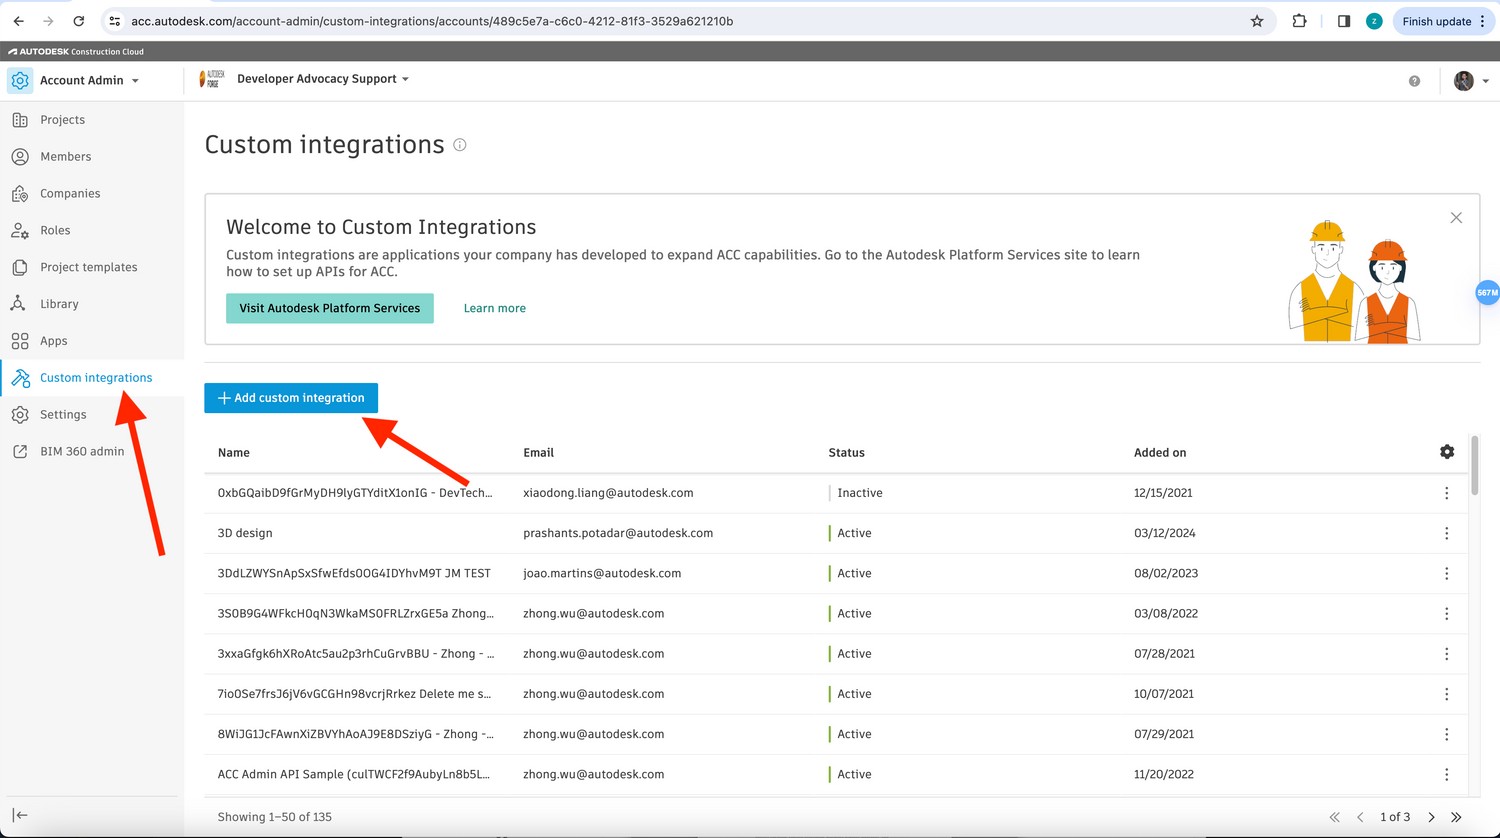 acc.autodesk.com/account-admin/custom-integrations/accounts/489c5e7a-c6c0-4212-81f3-3529a621210b
z
Finish update
AUTODESK Construction Cloud
Account Admin
AUTODESK
FORGE
Developer Advocacy Support
?
Projects
Members
Companies
Roles
Project templates
Library
Apps
Custom integrations
Settings
BIM 360 admin
Custom integrations
Welcome to Custom Integrations
Custom integrations are applications your company has developed to expand ACC capabilities. Go to the Autodesk Platform Services site to learn
how to set up APIs for ACC.
Visit Autodesk Platform Services
Learn more
567M
+ Add custom integration
Name Email Status Added on
0xbGQaibD9fGrMyDH9lyGTYditX1onIG - DevTech... xiaodong.liang@autodesk.com Inactive 12/15/2021
3D design prashants.potadar@autodesk.com Active 03/12/2024
3DdLZWYSnApSxSfwEfds0OG4IDYhvM9T JM TEST joao.martins@autodesk.com Active 08/02/2023
3S0B9G4WFkcH0qN3WkaMS0FRLZrxGE5a Zhong... zhong.wu@autodesk.com Active 03/08/2022
3xxaGfgk6hXRoAtc5au2p3rhCuGrvBBU - Zhong - ... zhong.wu@autodesk.com Active 07/28/2021
7ioOSe7frsJ6jV6vGCGHn98vcrjRrkez Delete me s... zhong.wu@autodesk.com Active 10/07/2021
8WiJG1JcFAwnXiZBVYhAoAJ9E8DSziyG - Zhong -... zhong.wu@autodesk.com Active 07/29/2021
ACC Admin API Sample (culTWCF2f9AubyLn8b5L... zhong.wu@autodesk.com Active 11/20/2022
Showing 1–50 of 135
1 of 3